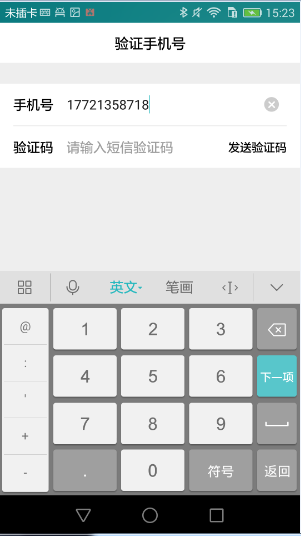 未插卡 15:23
验证手机号
手机号 17721358718
验证码 请输入短信验证码 发送验证码
英文 笔画
@ 1 2 3
: 4 5 6 下一项
' 7 8 9
+
- . 0 符号 返回